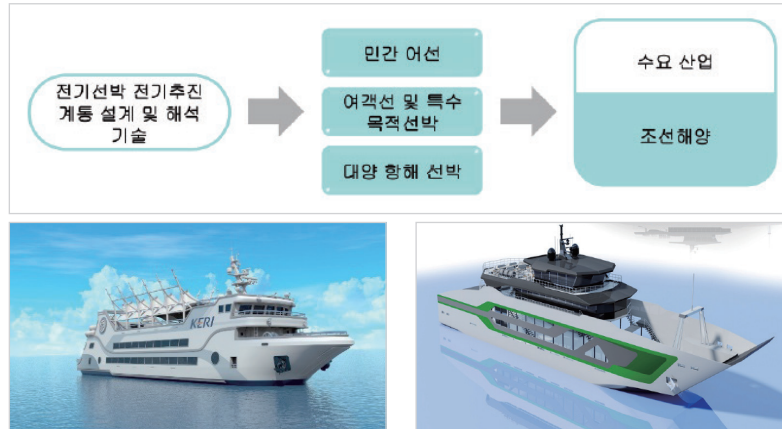 전기선박 전기추진
계통 설계 및 해석
기술
민간 어선
여객선 및 특수
목적선박
대양 항해 선박
수요 산업
조선해양
KERI